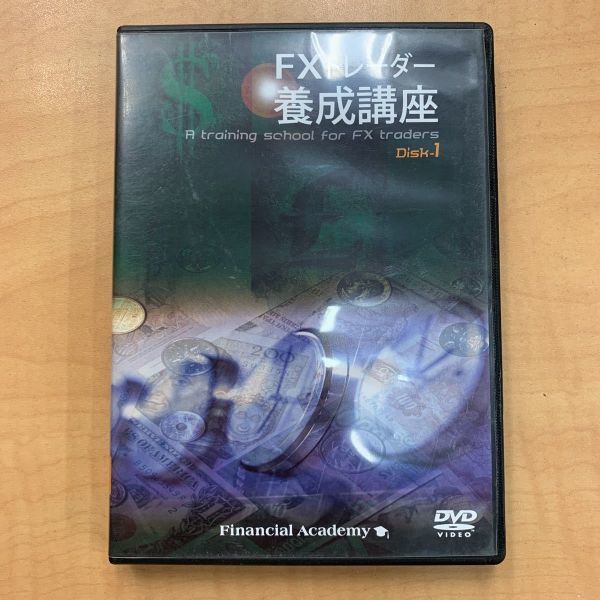 FXトレーダー
養成講座
A training school for FX traders
Disk-1
200
Financial Academy
DVD
VIDEO